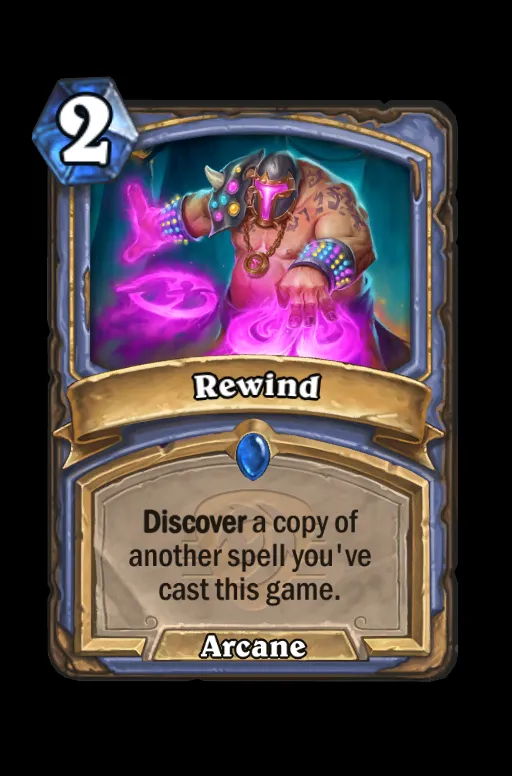 2
Rewind
Discover a copy of
another spell you've
cast this game.
Arcane